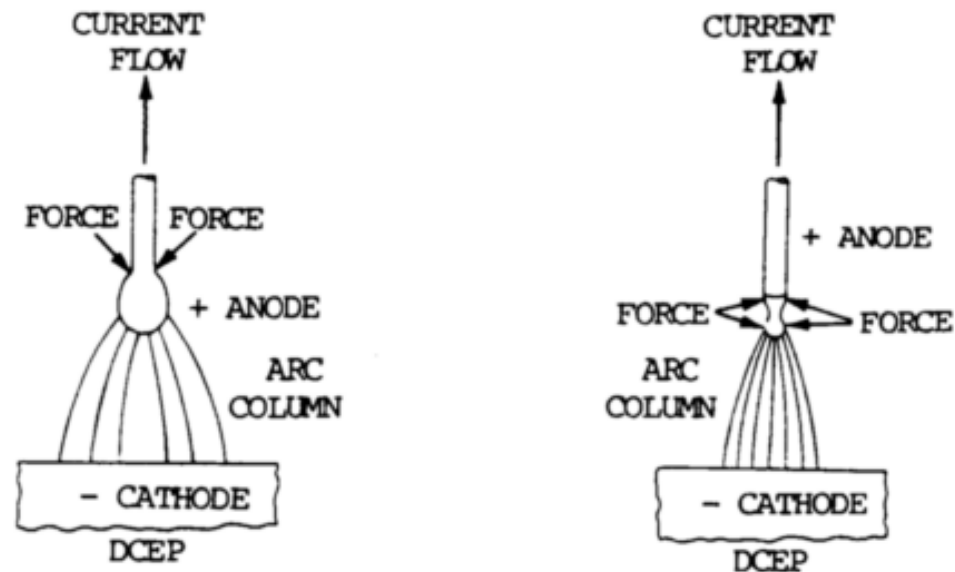 CURRENT
FLOW
FORCE FORCE
+ ANODE
ARC
COLUMN
- CATHODE
DCEP
CURRENT
FLOW
+ ANODE
FORCE FORCE
ARC
COLUMN
- CATHODE
DCEP